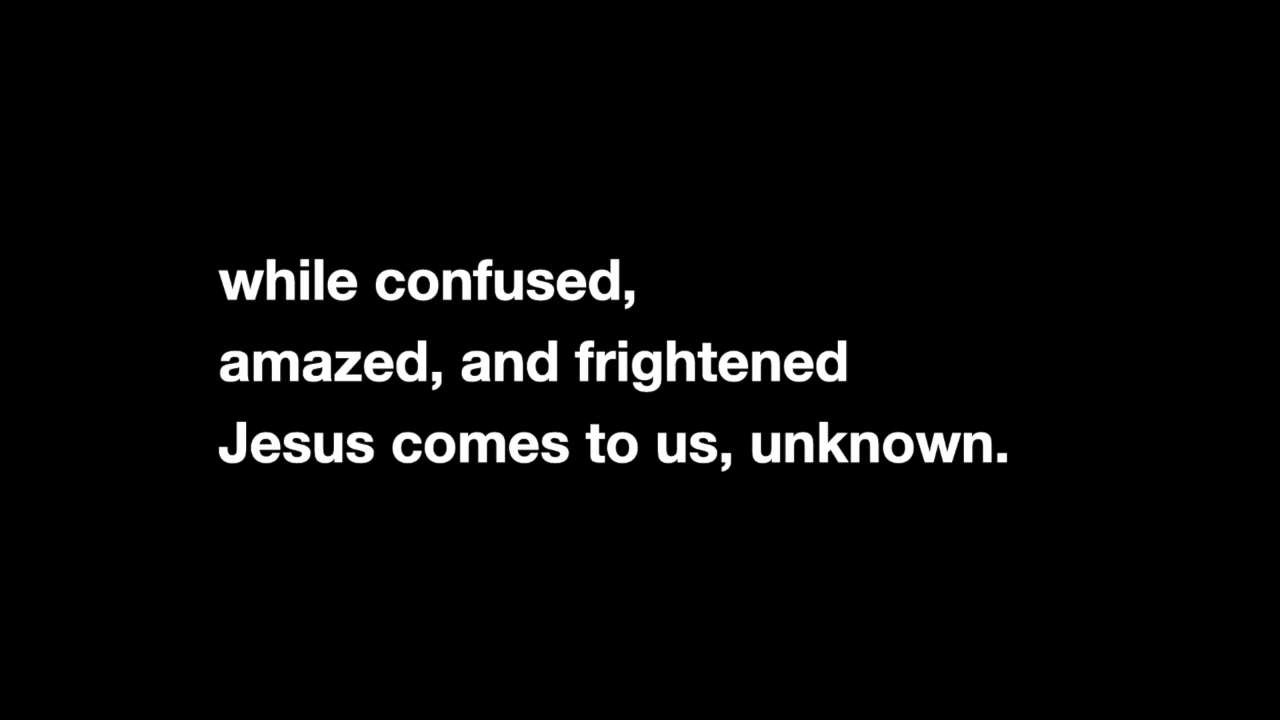 while confused,
amazed, and frightened
Jesus comes to us, unknown.